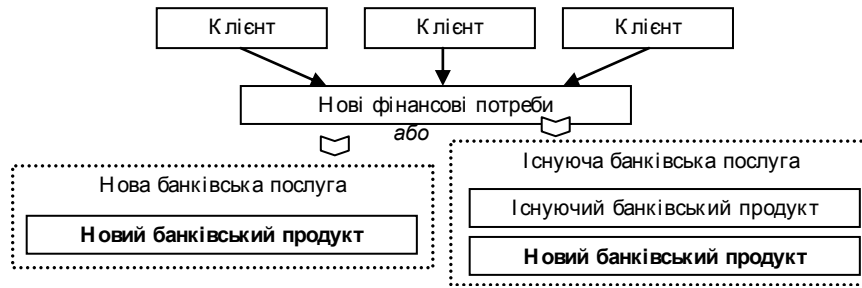 Клієнт
Клієнт
Клієнт
Нові фінансові потреби
або
Нова банківська послуга
Новий банківський продукт
Існуюча банківська послуга
Існуючий банківський продукт
Новий банківський продукт